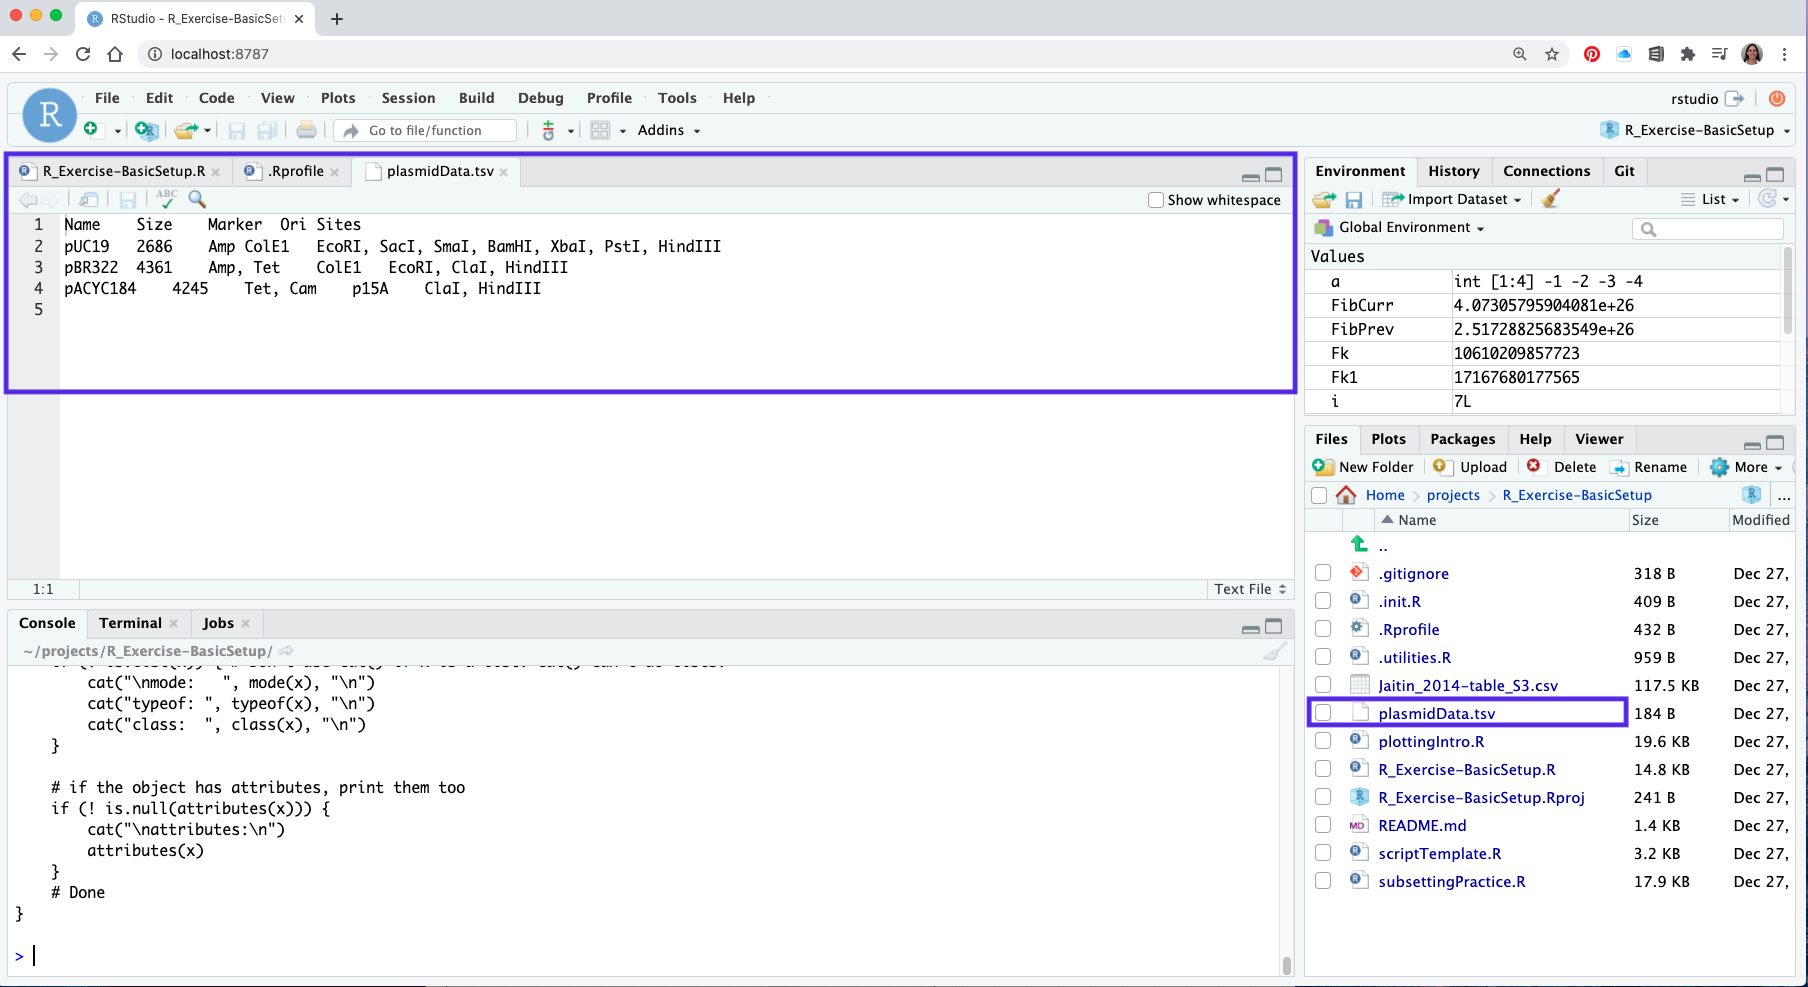 RStudio - R_Exercise-BasicSet
localhost:8787
R
File Edit Code View Plots Session Build Debug Profile Tools Help
rstudio
Go to file/function
Addins
R_Exercise-BasicSetup
R_Exercise-BasicSetup.R
.Rprofile
plasmidData.tsv
ABC
Show whitespace
1 Name Size Marker Ori Sites
2 pUC19 2686 Amp ColE1 EcoRI, SacI, SmaI, BamHI, XbaI, PstI, HindIII
3 pBR322 4361 Amp, Tet ColE1 EcoRI, ClaI, HindIII
4 pACYC184 4245 Tet, Cam p15A ClaI, HindIII
5
1:1
Text File
Console Terminal Jobs
~/projects/R_Exercise-BasicSetup/
cat("\nmode: ", mode(x), "\n")
cat("typeof: ", typeof(x), "\n")
cat("class: ", class(x), "\n")
}
# if the object has attributes, print them too
if (! is.null(attributes(x))) {
cat("\nattributes:\n")
attributes(x)
}
# Done
}
>
Environment History Connections Git
Import Dataset
List
Global Environment
Values
a int [1:4] -1 -2 -3 -4
FibCurr 4.07305795904081e+26
FibPrev 2.51728825683549e+26
Fk 10610209857723
Fk1 17167680177565
i 7L
Files Plots Packages Help Viewer
New Folder Upload Delete Rename More
Home projects R_Exercise-BasicSetup ...
Name Size Modified
..
.gitignore 318 B Dec 27,
.init.R 409 B Dec 27,
.Rprofile 432 B Dec 27,
.utilities.R 959 B Dec 27,
Jaitin_2014-table_S3.csv 117.5 KB Dec 27,
plasmidData.tsv 184 B Dec 27,
plottingIntro.R 19.6 KB Dec 27,
R_Exercise-BasicSetup.R 14.8 KB Dec 27,
R_Exercise-BasicSetup.Rproj 241 B Dec 27,
MD README.md 1.4 KB Dec 27,
scriptTemplate.R 3.2 KB Dec 27,
subsettingPractice.R 17.9 KB Dec 27,